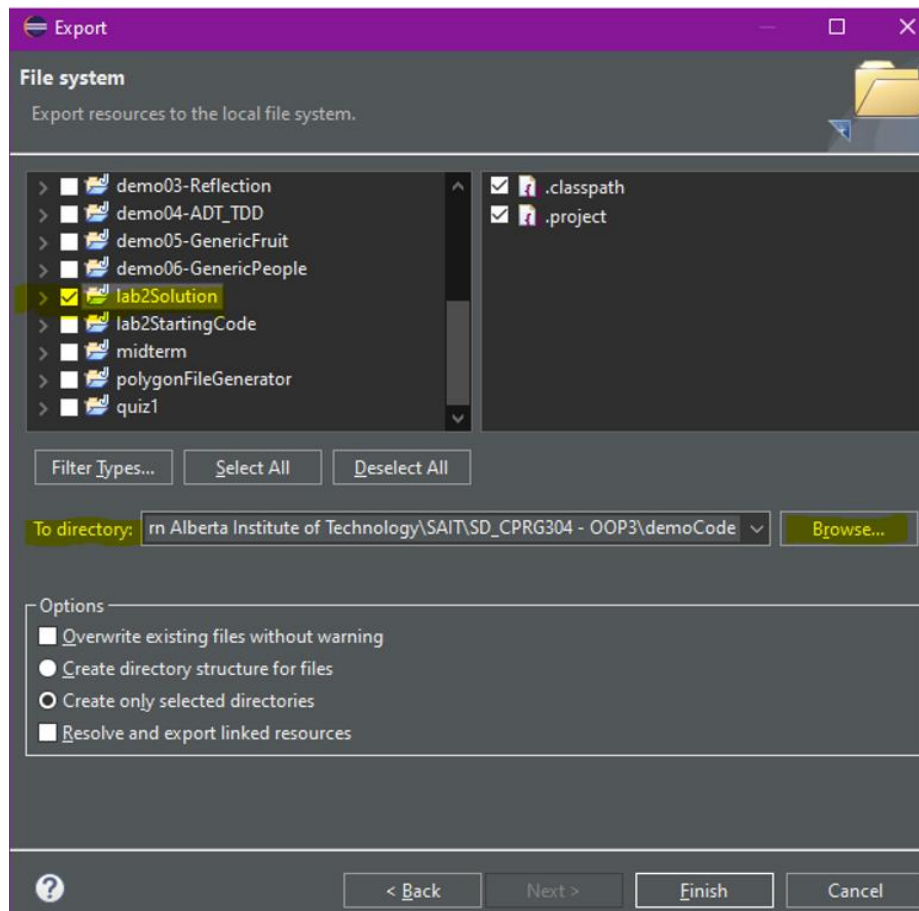 Export
File system
Export resources to the local file system.
demo03-Reflection
demo04-ADT_TDD
demo05-GenericFruit
demo06-GenericPeople
lab2Solution
lab2StartingCode
midterm
polygonFileGenerator
quiz1
.classpath
.project
Filter Types... Select All Deselect All
To directory: rn Alberta Institute of Technology\SAIT\SD_CPRG304 - OOP3\demoCode Browse...
Options
Overwrite existing files without warning
Create directory structure for files
Create only selected directories
Resolve and export linked resources
? < Back Next > Finish Cancel